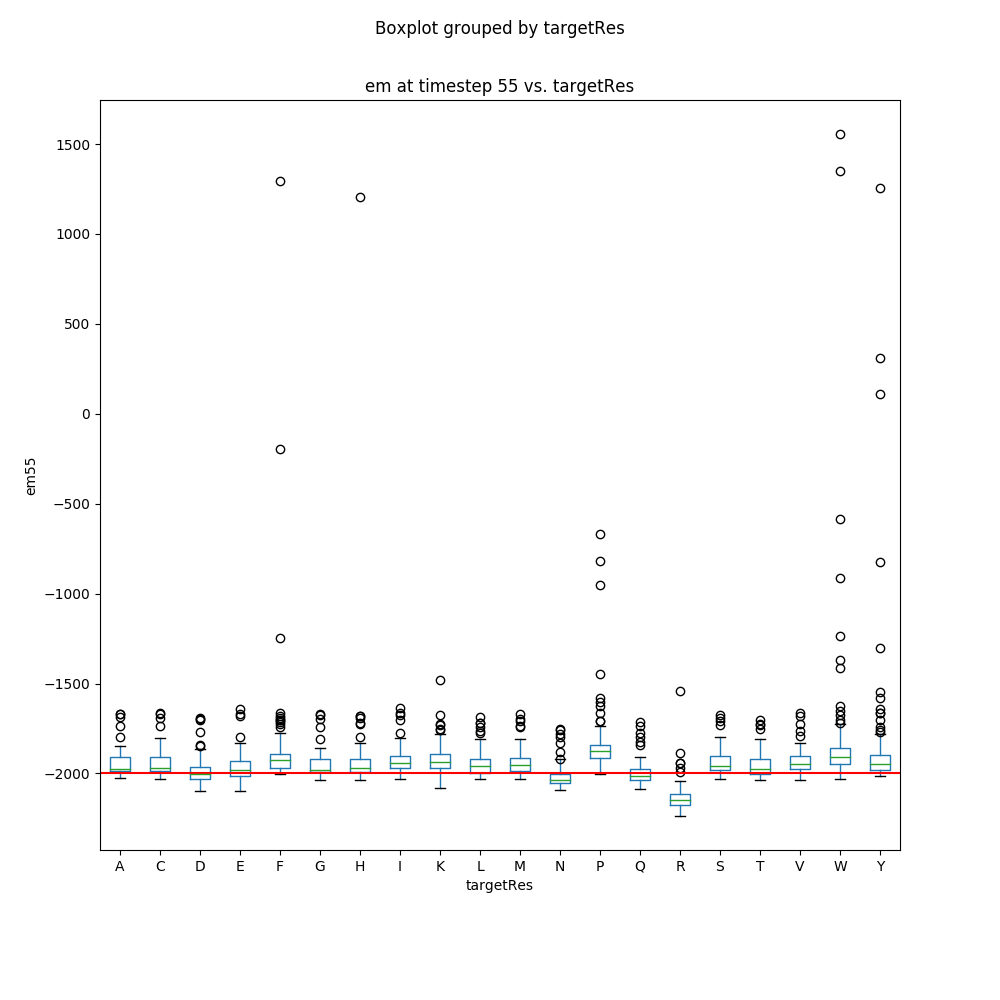 Boxplot grouped by targetRes
em at timestep 55 vs. targetRes
1500
1000
500
0
−500
−1000
−1500
−2000
em55
A C D E F G H I K L M N P Q R S T V W Y
targetRes